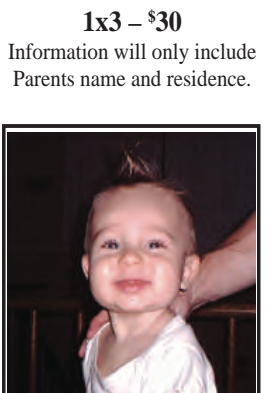 1x3 – $30
Information will only include
Parents name and residence.